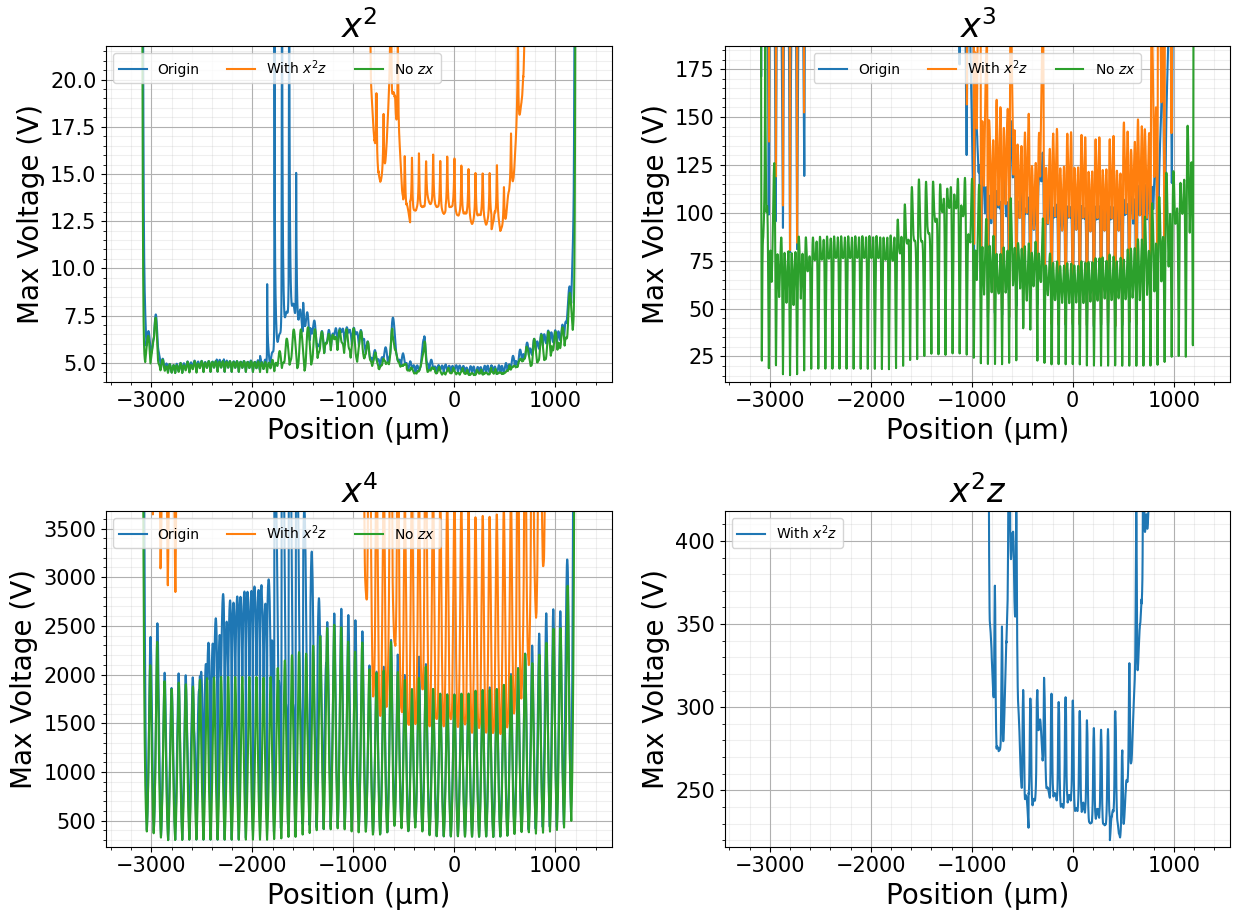 x²
Max Voltage (V)
20.0
17.5
15.0
12.5
10.0
7.5
5.0
Origin With x²z No zx
−3000 −2000 −1000 0 1000
Position (µm)
x³
Max Voltage (V)
175
150
125
100
75
50
25
Origin With x²z No zx
−3000 −2000 −1000 0 1000
Position (µm)
x⁴
Max Voltage (V)
3500
3000
2500
2000
1500
1000
500
Origin With x²z No zx
−3000 −2000 −1000 0 1000
Position (µm)
x²z
Max Voltage (V)
400
350
300
250
With x²z
−3000 −2000 −1000 0 1000
Position (µm)